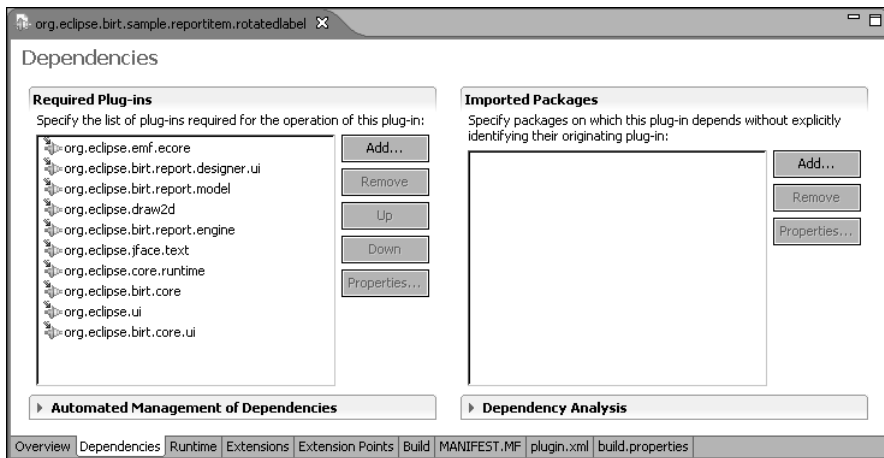 org.eclipse.birt.sample.reportitem.rotatedlabel
Dependencies
Required Plug-ins
Specify the list of plug-ins required for the operation of this plug-in:
org.eclipse.emf.ecore
org.eclipse.birt.report.designer.ui
org.eclipse.birt.report.model
org.eclipse.draw2d
org.eclipse.birt.report.engine
org.eclipse.jface.text
org.eclipse.core.runtime
org.eclipse.birt.core
org.eclipse.ui
org.eclipse.birt.core.ui
Add...
Remove
Up
Down
Properties...
Automated Management of Dependencies
Imported Packages
Specify packages on which this plug-in depends without explicitly
identifying their originating plug-in:
Add...
Remove
Properties...
Dependency Analysis
Overview Dependencies Runtime Extensions Extension Points Build MANIFEST.MF plugin.xml build.properties